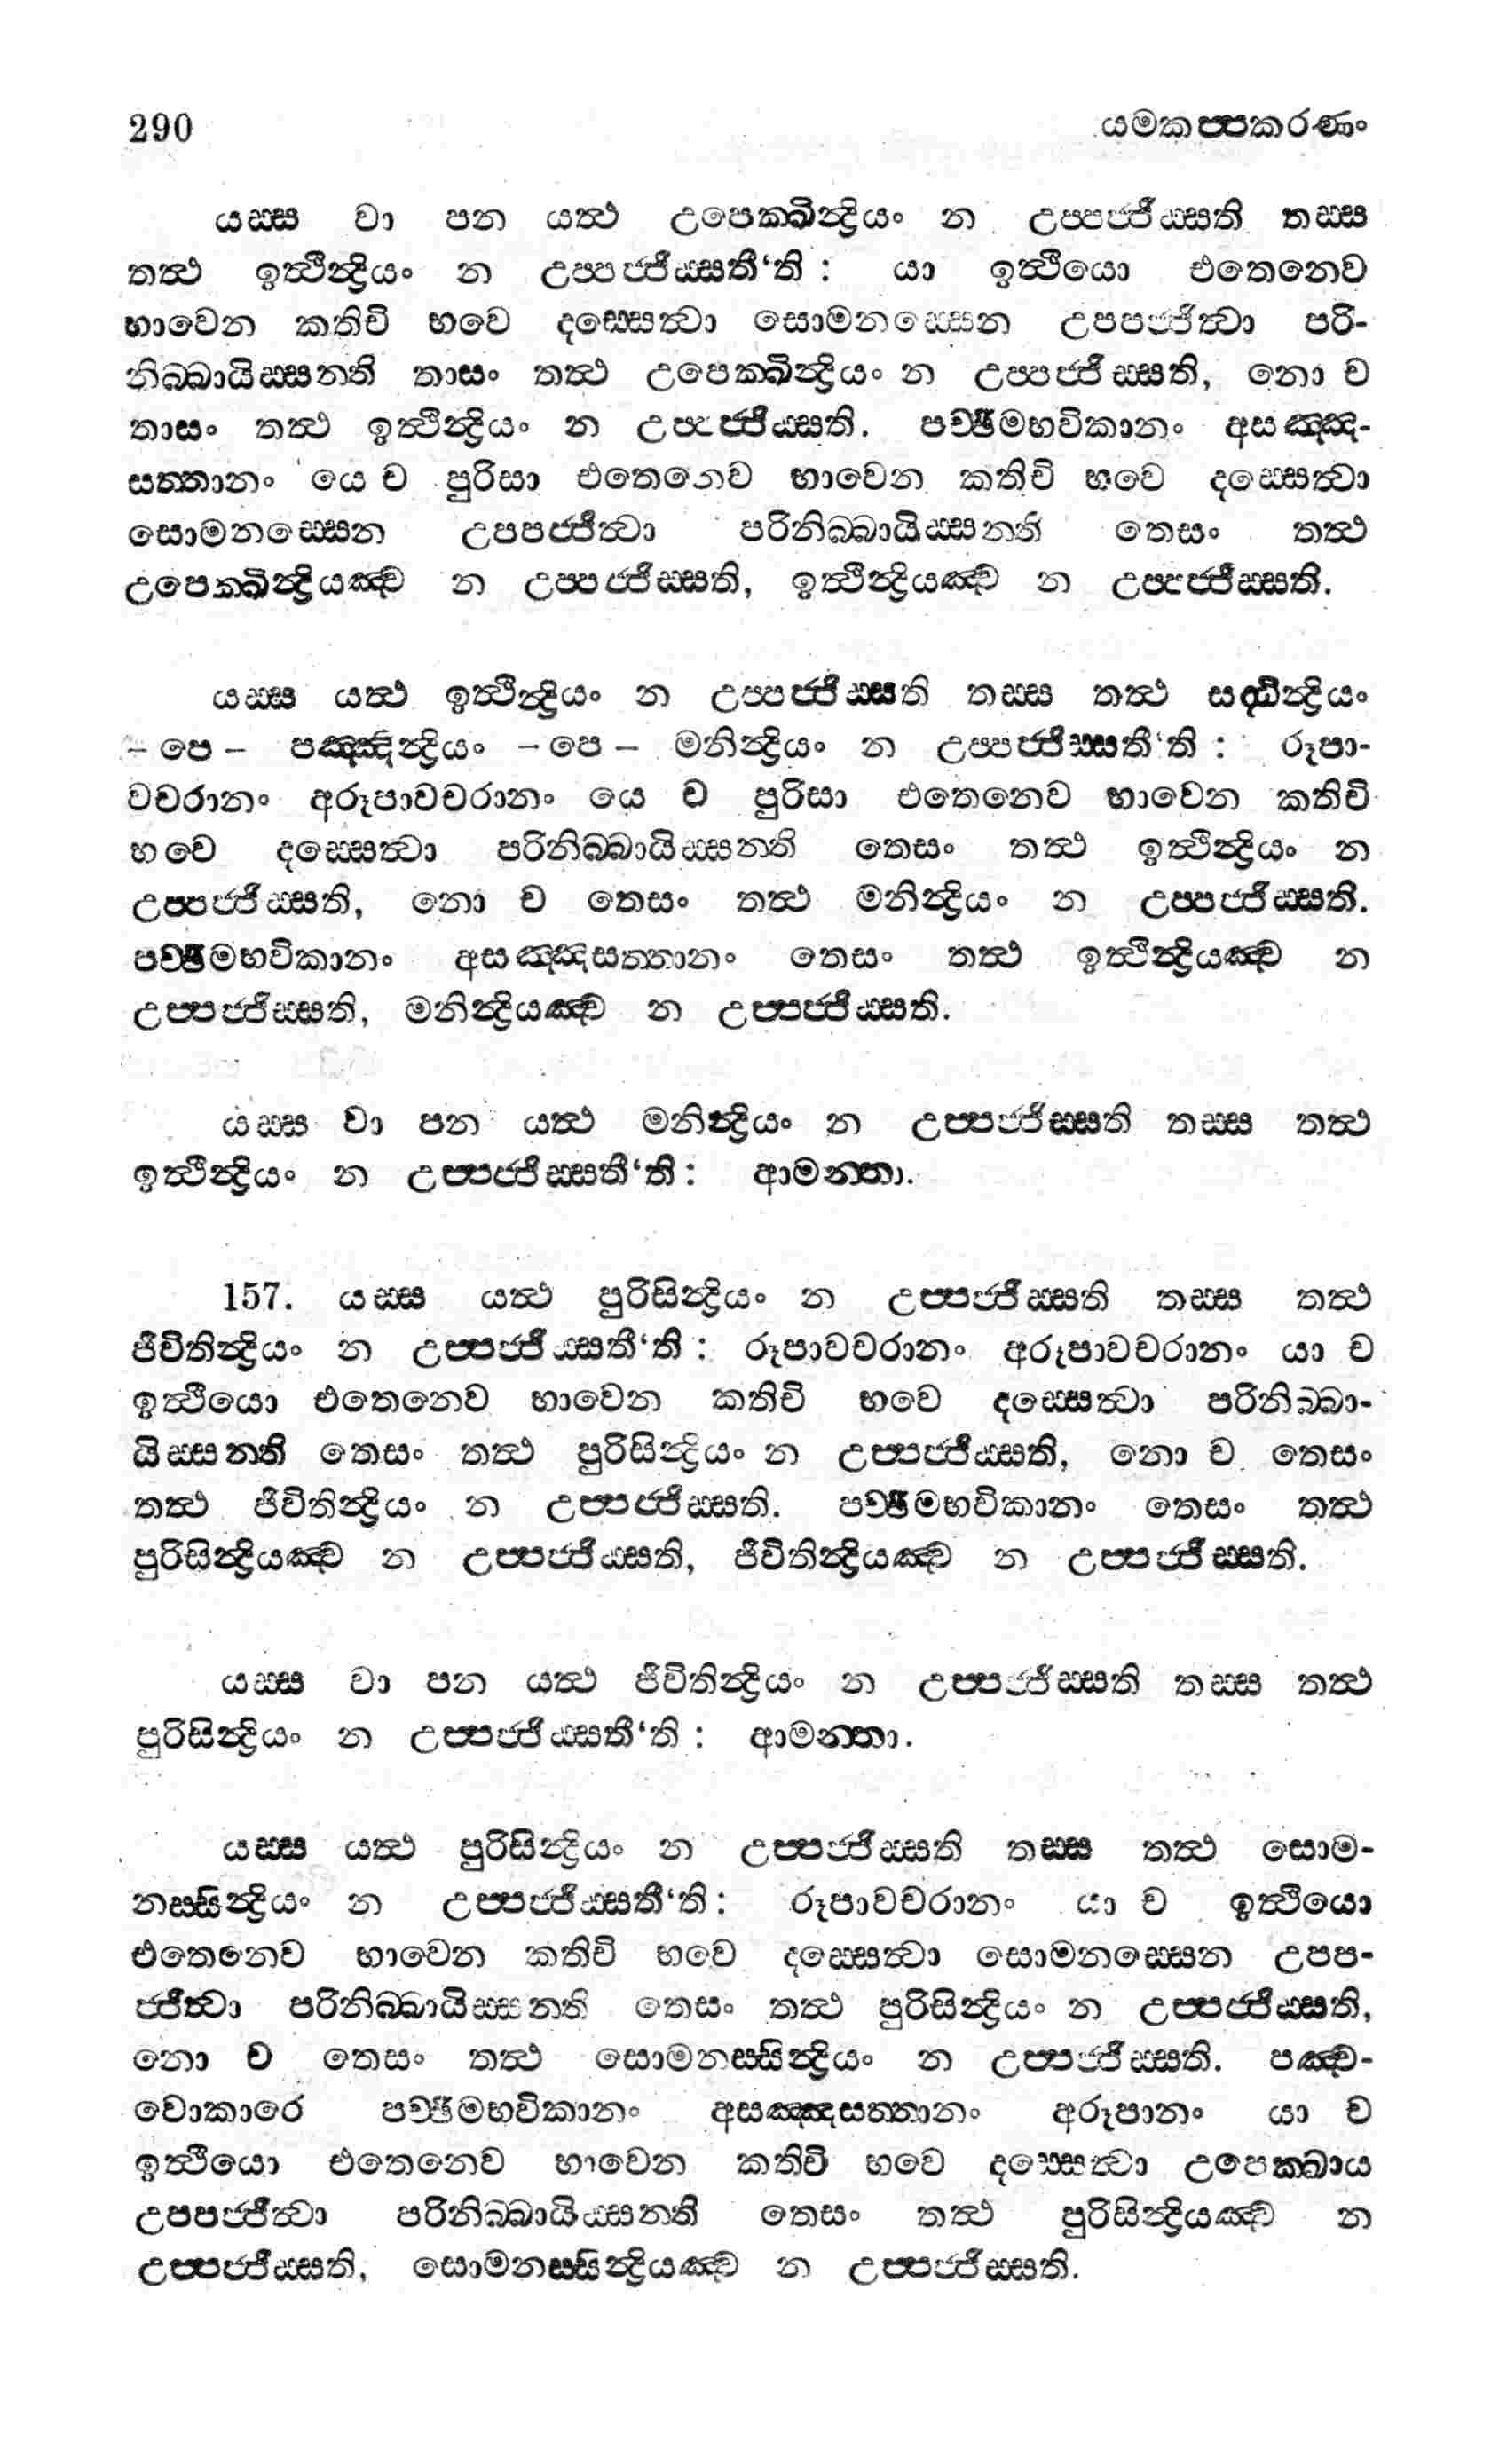 290 යමකප්පකරණං
යස්ස වා පන යත්ථ උපෙක්ඛින්ද්‍රියං න උප්පජ්ජිස්සති තස්ස
තත්ථ ඉත්ථින්ද්‍රියං න උප්පජ්ජිස්සතී‘ති : යා ඉත්ථියො එතෙනෙව
භාවෙන කතිචි භවෙ දස්සෙත්වා සොමනස්සෙන උපපජ්ජිත්වා පරි-
නිබ්බායිස්සන්ති තාසං තත්ථ උපෙක්ඛින්ද්‍රියං න උප්පජ්ජිස්සති, නො ච
තාසං තත්ථ ඉත්ථින්ද්‍රියං න උප්පජ්ජිස්සති. පච්ඡිමභවිකානං අසඤ්ඤ-
සත්තානං යෙ ච පුරිසා එතෙනෙව භාවෙන කතිචි භවෙ දස්සෙත්වා
සොමනස්සෙන උපපජ්ජිත්වා පරිනිබ්බායිස්සන්ති තෙසං තත්ථ
උපෙක්ඛින්ද්‍රියඤ්ච න උප්පජ්ජිස්සති, ඉත්ථින්ද්‍රියඤ්ච න උප්පජ්ජිස්සති.
යස්ස යත්ථ ඉත්ථින්ද්‍රියං න උප්පජ්ජිස්සති තස්ස තත්ථ සද්ධින්ද්‍රියං
– පෙ – පඤ්ඤින්ද්‍රියං – පෙ – මනින්ද්‍රියං න උප්පජ්ජිස්සතී‘ති : රූපා-
වචරානං අරූපාවචරානං යෙ ච පුරිසා එතෙනෙව භාවෙන කතිචි
භවෙ දස්සෙත්වා පරිනිබ්බායිස්සන්ති තෙසං තත්ථ ඉත්ථින්ද්‍රියං න
උප්පජ්ජිස්සති, නො ච තෙසං තත්ථ මනින්ද්‍රියං න උප්පජ්ජිස්සති.
පච්ඡිමභවිකානං අසඤ්ඤසත්තානං තෙසං තත්ථ ඉත්ථින්ද්‍රියඤ්ච න
උප්පජ්ජිස්සති, මනින්ද්‍රියඤ්ච න උප්පජ්ජිස්සති.
යස්ස වා පන යත්ථ මනින්ද්‍රියං න උප්පජ්ජිස්සති තස්ස තත්ථ
ඉත්ථින්ද්‍රියං න උප්පජ්ජිස්සතී‘ති : ආමන්තා.
157. යස්ස යත්ථ පුරිසින්ද්‍රියං න උප්පජ්ජිස්සති තස්ස තත්ථ
ජීවිතින්ද්‍රියං න උප්පජ්ජිස්සතී‘ති : රූපාවචරානං අරූපාවචරානං යා ච
ඉත්ථියො එතෙනෙව භාවෙන කතිචි භවෙ දස්සෙත්වා පරිනිබ්බා-
යිස්සන්ති තෙසං තත්ථ පුරිසින්ද්‍රියං න උප්පජ්ජිස්සති, නො ච තෙසං
තත්ථ ජීවිතින්ද්‍රියං න උප්පජ්ජිස්සති. පච්ඡිමභවිකානං තෙසං තත්ථ
පුරිසින්ද්‍රියඤ්ච න උප්පජ්ජිස්සති, ජීවිතින්ද්‍රියඤ්ච න උප්පජ්ජිස්සති.
යස්ස වා පන යත්ථ ජීවිතින්ද්‍රියං න උප්පජ්ජිස්සති තස්ස තත්ථ
පුරිසින්ද්‍රියං න උප්පජ්ජිස්සතී‘ති : ආමන්තා.
යස්ස යත්ථ පුරිසින්ද්‍රියං න උප්පජ්ජිස්සති තස්ස තත්ථ සොම-
නස්සින්ද්‍රියං න උප්පජ්ජිස්සතී‘ති : රූපාවචරානං යා ච ඉත්ථියො
එතෙනෙව භාවෙන කතිචි භවෙ දස්සෙත්වා සොමනස්සෙන උපප-
ජ්ජිත්වා පරිනිබ්බායිස්සන්ති තෙසං තත්ථ පුරිසින්ද්‍රියං න උප්පජ්ජිස්සති,
නො ච තෙසං තත්ථ සොමනස්සින්ද්‍රියං න උප්පජ්ජිස්සති. පඤ්ච-
වොකාරෙ පච්ඡිමභවිකානං අසඤ්ඤසත්තානං අරූපානං යා ච
ඉත්ථියො එතෙනෙව භාවෙන කතිචි භවෙ දස්සෙත්වා උපෙක්ඛාය
උපපජ්ජිත්වා පරිනිබ්බායිස්සන්ති තෙසං තත්ථ පුරිසින්ද්‍රියඤ්ච න
උප්පජ්ජිස්සති, සොමනස්සින්ද්‍රියඤ්ච න උප්පජ්ජිස්සති.